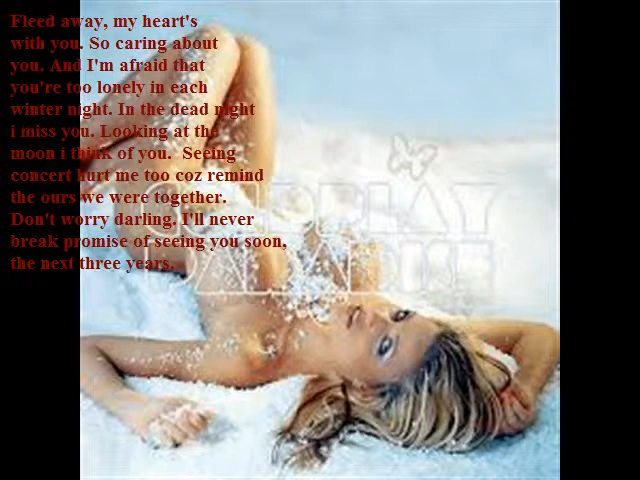 Fleed away, my heart's
with you. So caring about
you. And I'm afraid that
you're too lonely in each
winter night. In the dead night
i miss you. Looking at the
moon i think of you.  Seeing
concert hurt me too coz remind
the ours we were together.
Don't worry darling. I'll never
break promise of seeing you soon,
the next three years.
COLDPLAY
PARADISE